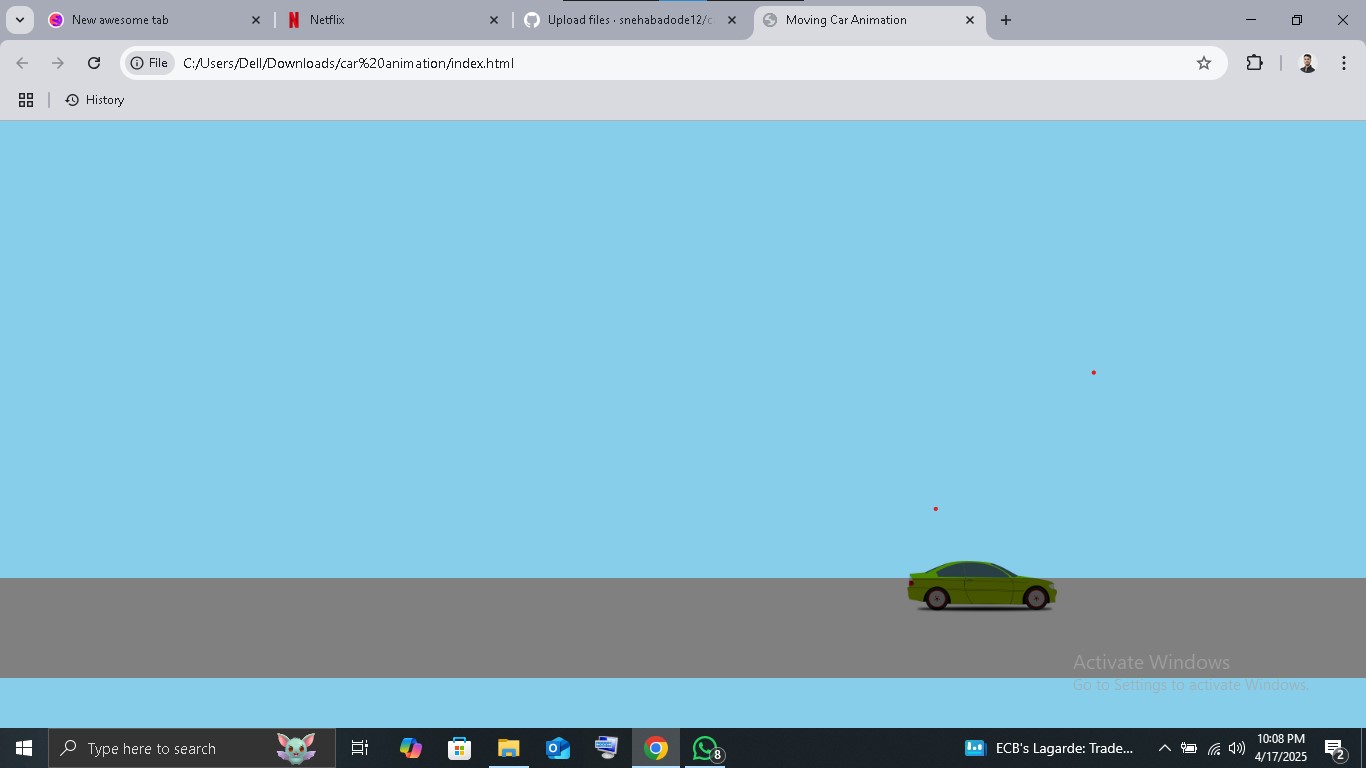 New awesome tab
Netflix
Upload files · snehabadode12/c
Moving Car Animation
File
C:/Users/Dell/Downloads/car%20animation/index.html
History
Activate Windows
Go to Settings to activate Windows.
Type here to search
8
ECB's Lagarde: Trade...
10:08 PM
4/17/2025
2